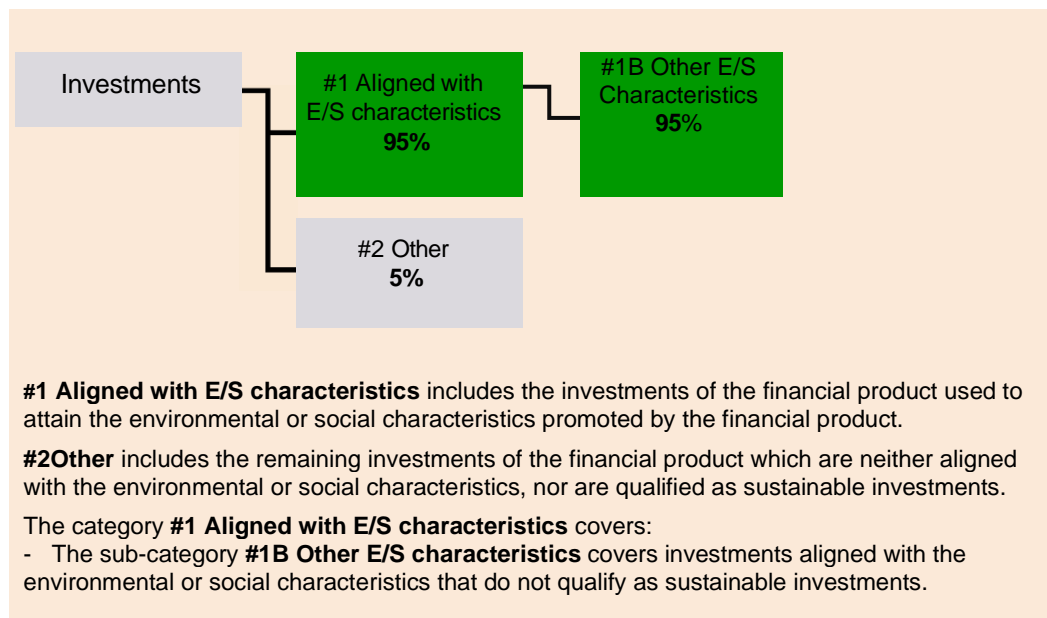 Investments
#1 Aligned with
E/S characteristics
95%
#1B Other E/S
Characteristics
95%
#2 Other
5%
#1 Aligned with E/S characteristics includes the investments of the financial product used to
attain the environmental or social characteristics promoted by the financial product.
#2Other includes the remaining investments of the financial product which are neither aligned
with the environmental or social characteristics, nor are qualified as sustainable investments.
The category #1 Aligned with E/S characteristics covers:
- The sub-category #1B Other E/S characteristics covers investments aligned with the
environmental or social characteristics that do not qualify as sustainable investments.